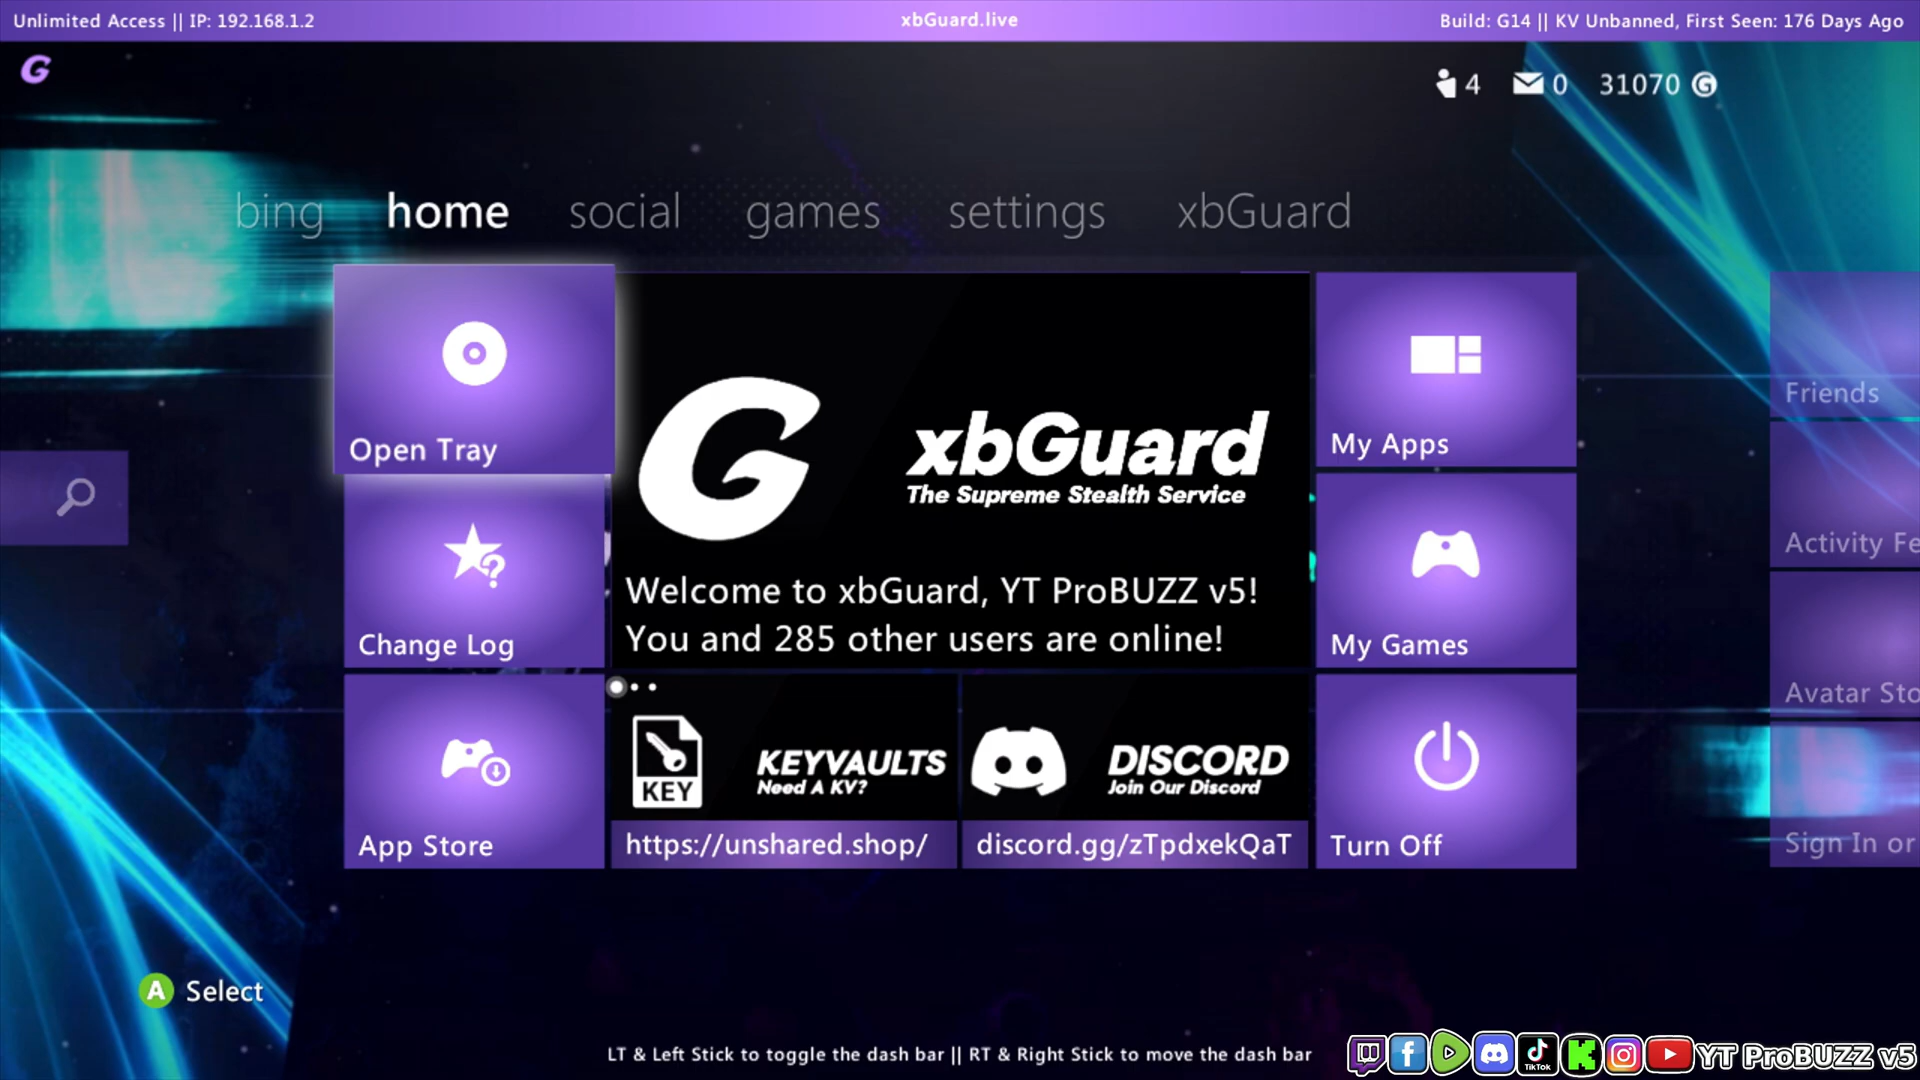 Unlimited Access || IP: 192.168.1.2
xbGuard.live
Build: G14 || KV Unbanned, First Seen: 176 Days Ago
G
4 0 31070 G
bing home social games settings xbGuard
Open Tray
Change Log
App Store
G
xbGuard
The Supreme Stealth Service
Welcome to xbGuard, YT ProBUZZ v5!
You and 285 other users are online!
KEY
KEYVAULTS
Need A KV?
https://unshared.shop/
DISCORD
Join Our Discord
discord.gg/zTpdxekQaT
My Apps
My Games
Turn Off
Friends
Activity Fe
Avatar Sto
Sign In or
A Select
LT & Left Stick to toggle the dash bar || RT & Right Stick to move the dash bar
TikTok
K
YT ProBUZZ v5